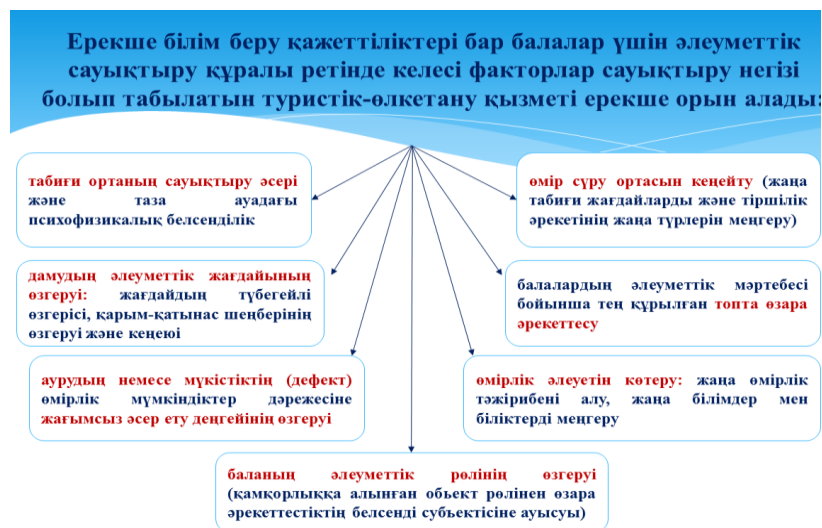 Ерекше білім беру қажеттіліктері бар балалар үшін әлеуметтік
сауықтыру құралы ретінде келесі факторлар сауықтыру негізі
болып табылатын туристік-өлкетану қызметі ерекше орын алады:
табиғи ортаның сауықтыру әсері
және таза ауадағы
психофизикалық белсенділік
өмір сүру ортасын кеңейту (жаңа
табиғи жағдайларды және тіршілік
әрекетінің жаңа түрлерін меңгеру)
дамудың әлеуметтік жағдайының
өзгеруі: жағдайдың түбегейлі
өзгерісі, қарым-қатынас шеңберінің
өзгеруі және кеңеюі
балалардың әлеуметтік мәртебесі
бойынша тең құрылған топта өзара
әрекеттесу
аурудың немесе мүкістіктің (дефект)
өмірлік мүмкіндіктер дәрежесіне
жағымсыз әсер ету деңгейінің өзгеруі
өмірлік әлеуетін көтеру: жаңа өмірлік
тәжірибені алу, жаңа білімдер мен
біліктерді меңгеру
баланың әлеуметтік рөлінің өзгеруі
(қамқорлыққа алынған обьект рөлінен өзара
әрекеттестіктің белсенді субъектісіне ауысуы)